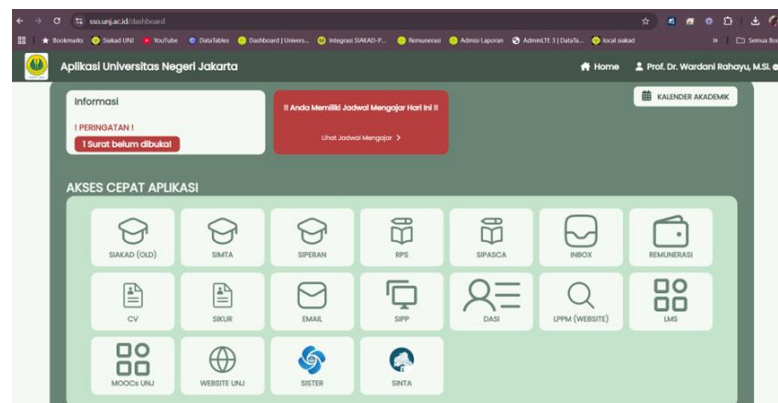 sso.unj.ac.id/dashboard
Bookmarks Siakad UNJ YouTube DataTables Dashboard | Univers... Integrasi SIAKAD-P... Remunerasi Admisi Laporan AdminLTE 3 | DataTa... local siakad » Semua Boo
Aplikasi Universitas Negeri Jakarta Home Prof. Dr. Wardani Rahayu, M.Si.
Informasi
! PERINGATAN !
1 Surat belum dibuka!
!! Anda Memiliki Jadwal Mengajar Hari Ini !!
Lihat Jadwal Mengajar >
KALENDER AKADEMIK
AKSES CEPAT APLIKASI
SIAKAD (OLD) SIMTA SIPERAN RPS SIPASCA INBOX REMUNERASI
CV SIKUR EMAIL SIPP DASI LPPM (WEBSITE) LMS
MOOCs UNJ WEBSITE UNJ SISTER SINTA